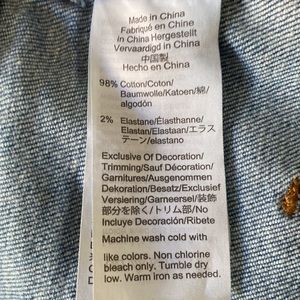 Made in China
Fabriqué en Chine
in China Hergestellt
Vervaardigd in China
中国製
Hecho en China
98% Cotton/Coton/
Baumwolle/Katoen/綿/
algodón
2% Elastane/Élasthanne/
Elastan/Elastaan/エラス
テーン/elastano
Exclusive Of Decoration/
Trimming/Sauf Décoration/
Garnitures/Ausgenommen
Dekoration/Besatz/Exclusief
Versiering/Garneersel/装飾
部分を除く/トリム部/No
Incluye Decoración/Ribete
Machine wash cold with
like colors. Non chlorine
bleach only. Tumble dry
low. Warm iron as needed.